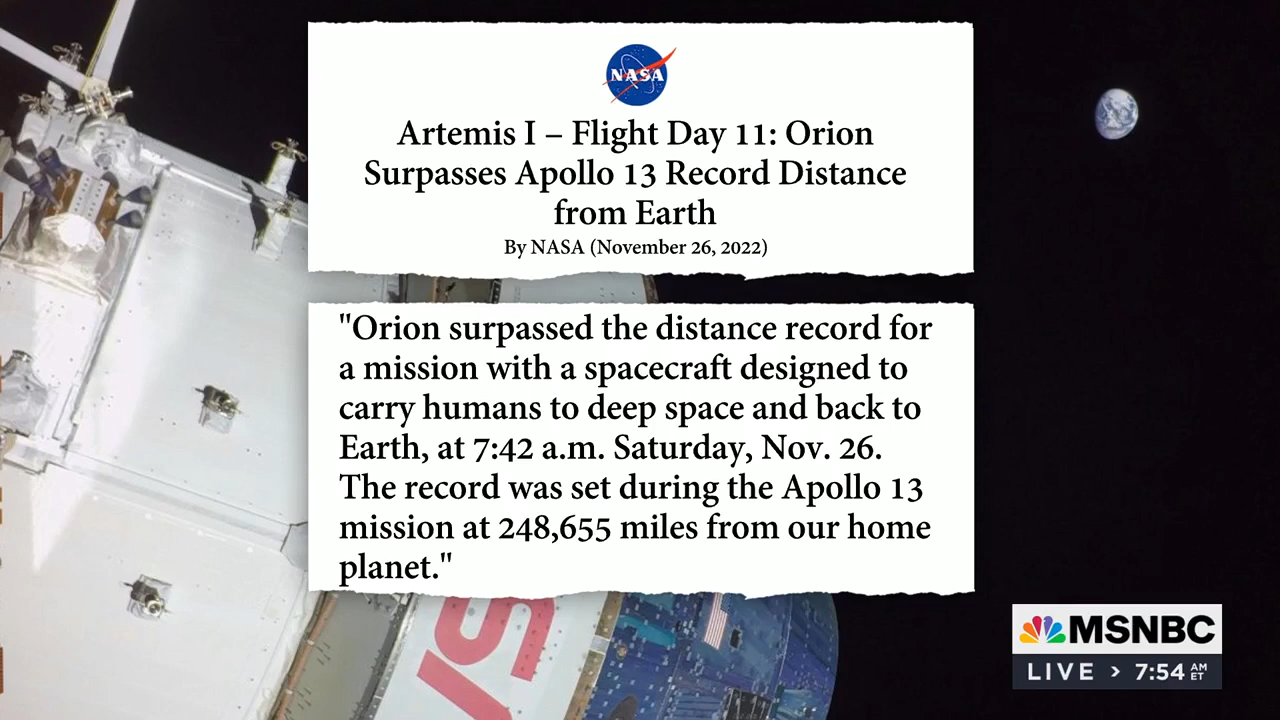 NASA
Artemis I – Flight Day 11: Orion
Surpasses Apollo 13 Record Distance
from Earth
By NASA (November 26, 2022)
"Orion surpassed the distance record for
a mission with a spacecraft designed to
carry humans to deep space and back to
Earth, at 7:42 a.m. Saturday, Nov. 26.
The record was set during the Apollo 13
mission at 248,655 miles from our home
planet."
SA
MSNBC
LIVE > 7:54 AM ET